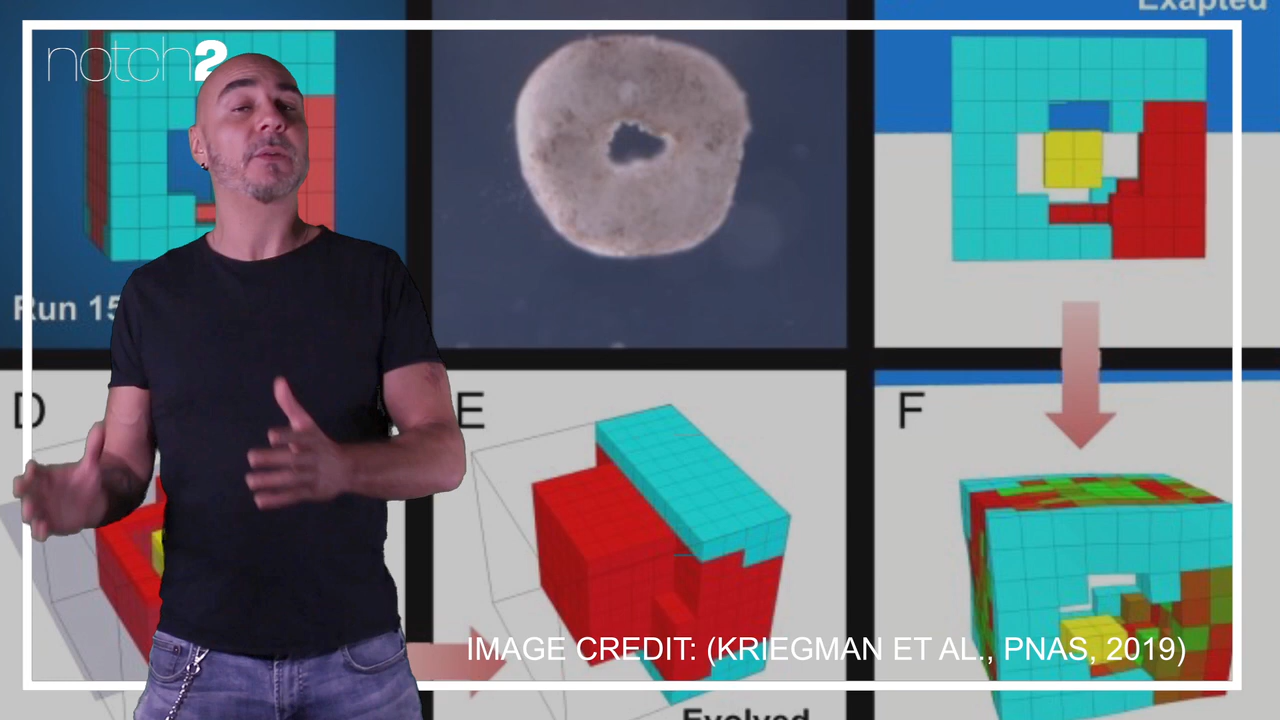 Exapted
notch2
Run 15
D
E
F
IMAGE CREDIT: (KRIEGMAN ET AL., PNAS, 2019)
Evolved